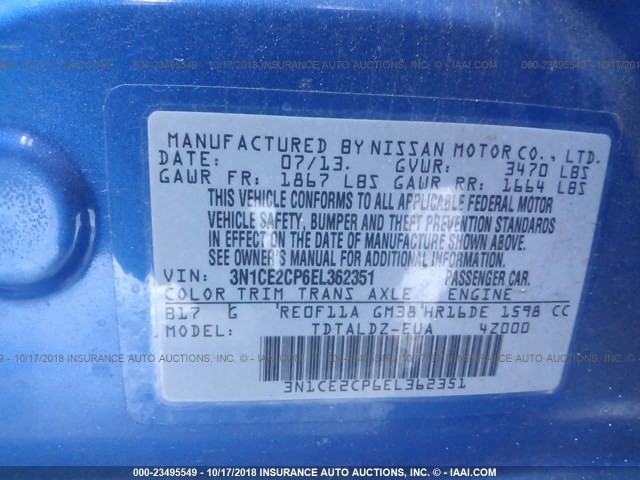 MANUFACTURED BY NISSAN MOTOR CO., LTD.
DATE: 07/13. GVWR: 3470 LBS
GAWR FR: 1867 LBS GAWR RR: 1664 LBS
THIS VEHICLE CONFORMS TO ALL APPLICABLE FEDERAL MOTOR
VEHICLE SAFETY, BUMPER AND THEFT PREVENTION STANDARDS
IN EFFECT ON THE DATE OF MANUFACTURE SHOWN ABOVE.
SEE OWNER'S MANUAL FOR ADDITIONAL INFORMATION.
VIN: 3N1CE2CP6EL362351 PASSENGER CAR.
COLOR TRIM TRANS AXLE ENGINE
B17 G RE0F11A GM38 HR16DE 1598 CC
MODEL: TDTALDZ-EUA 4Z000
3N1CE2CP6EL362351
000-23495549 - 10/17/2018 INSURANCE AUTO AUCTIONS, INC. - © - IAAI.COM